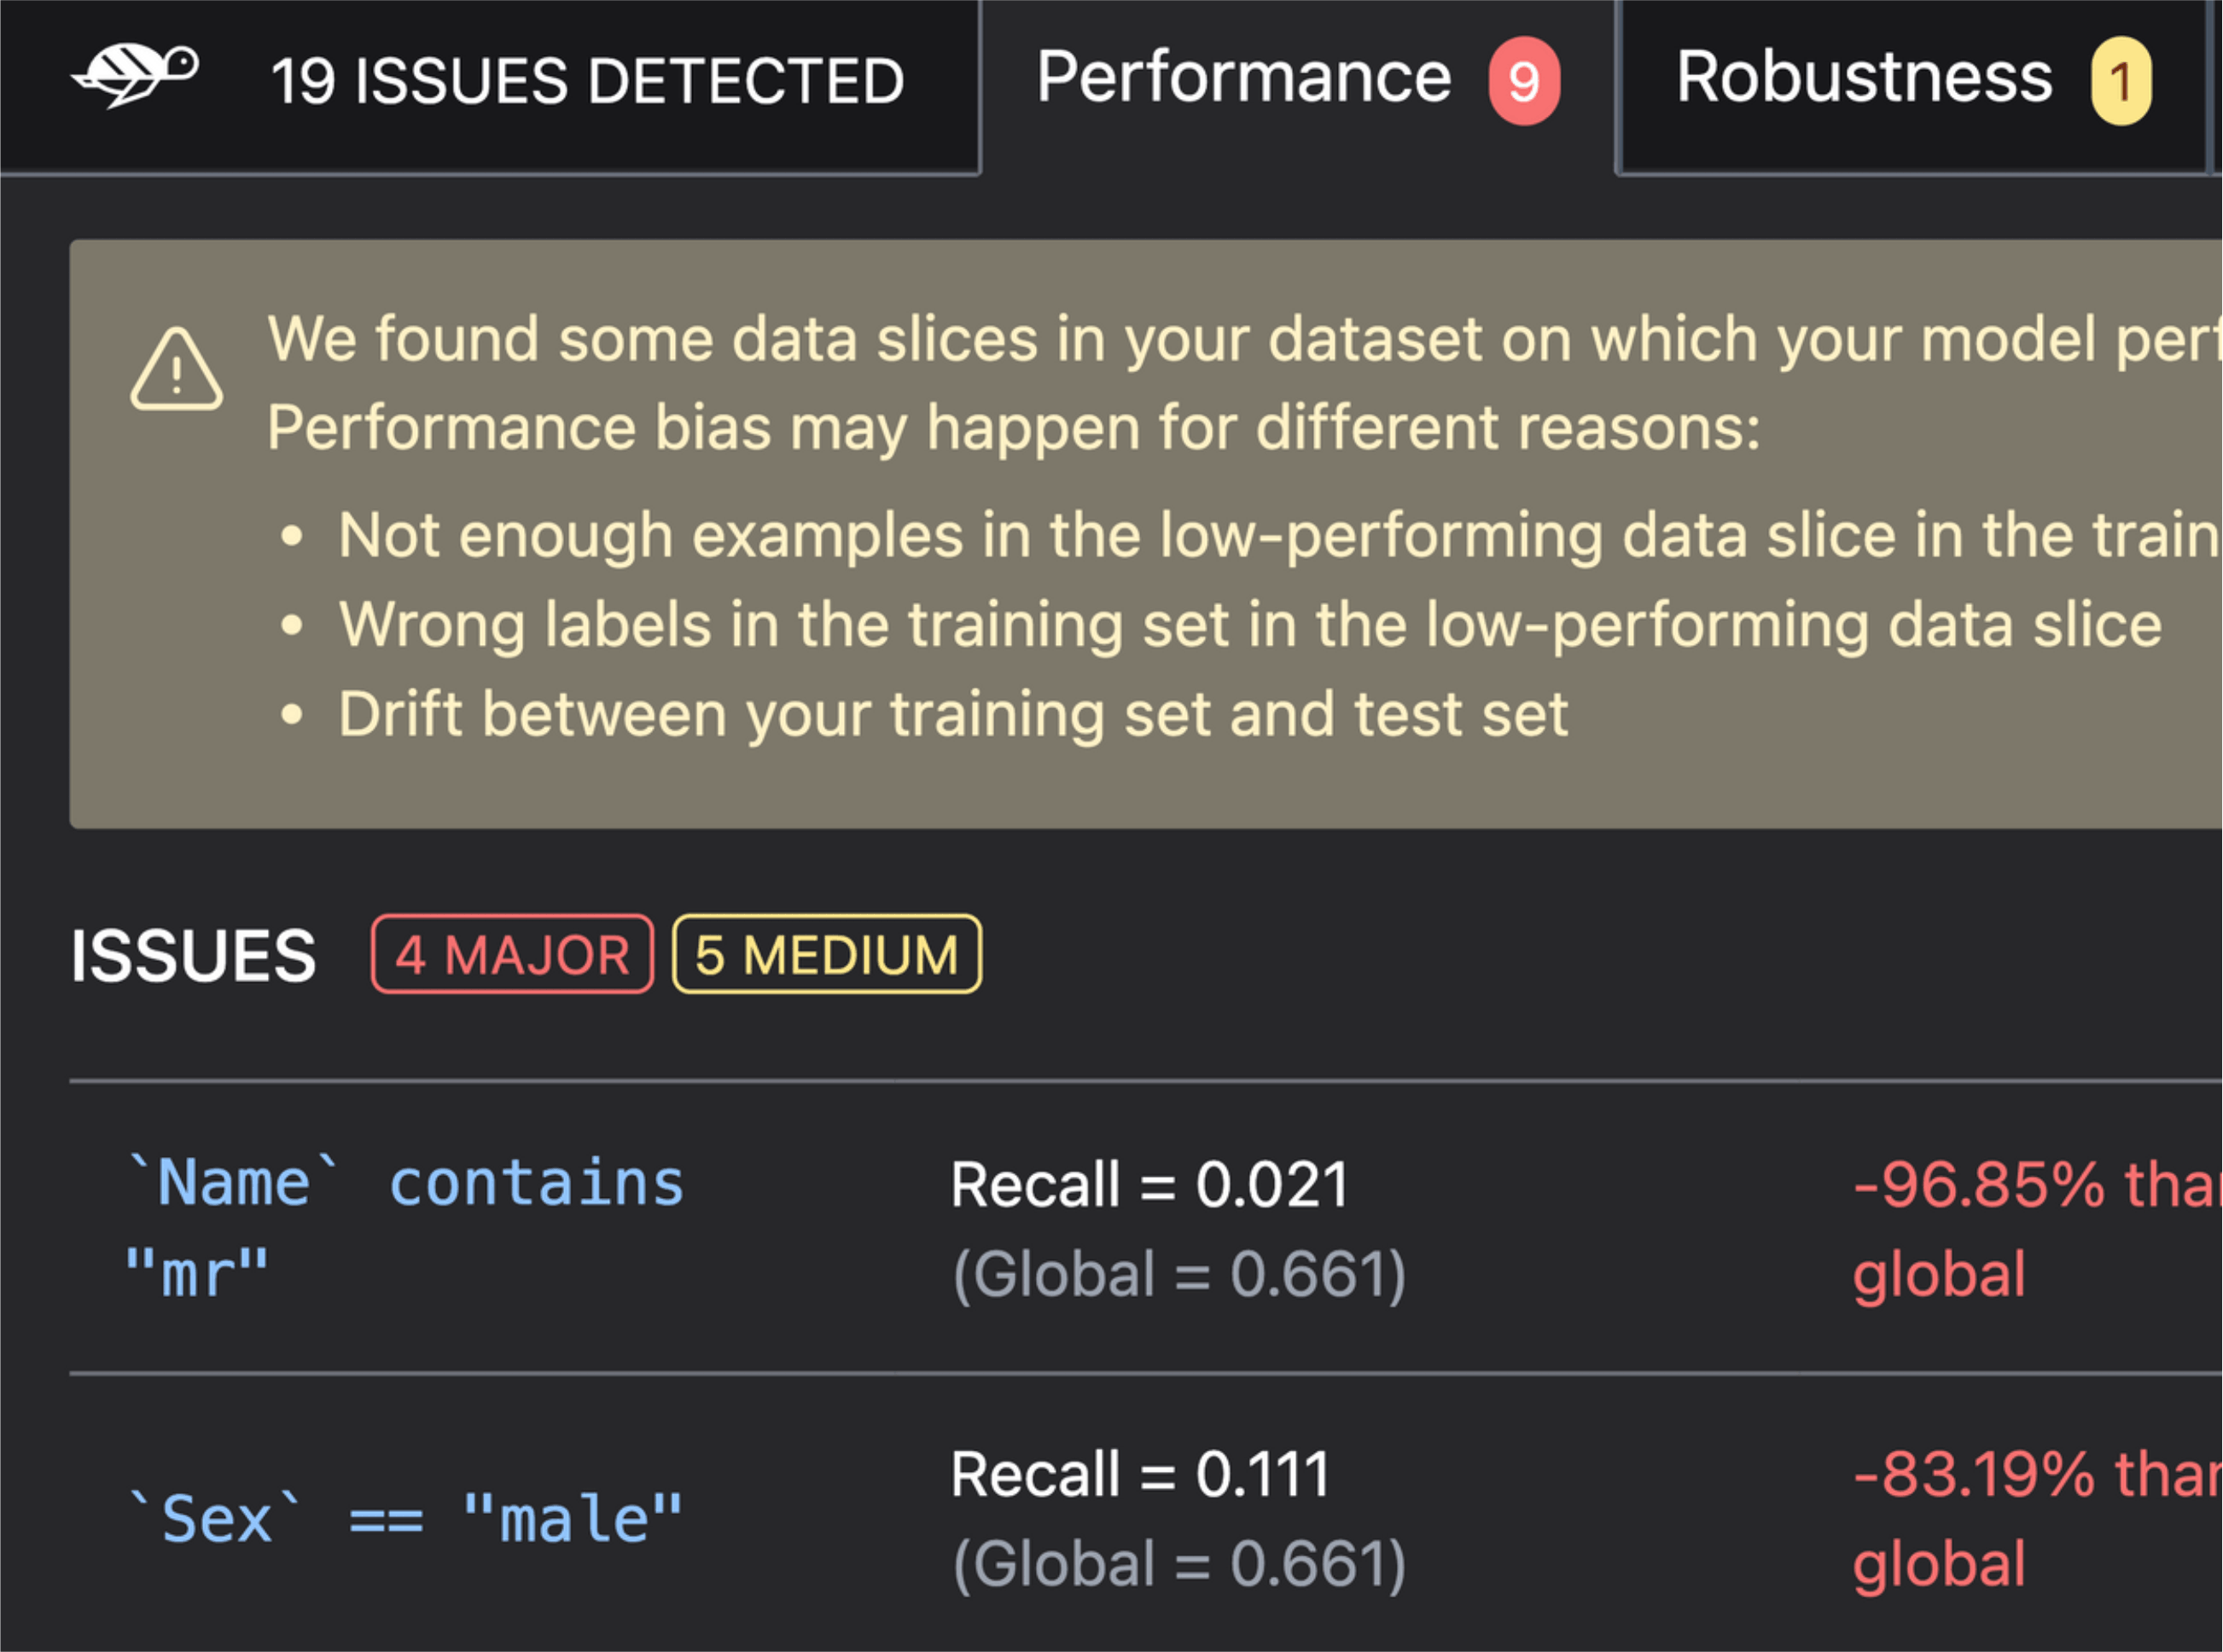 19 ISSUES DETECTED
Performance 9
Robustness 1
We found some data slices in your dataset on which your model
Performance bias may happen for different reasons:
• Not enough examples in the low-performing data slice in the
• Wrong labels in the training set in the low-performing data slice
• Drift between your training set and test set
ISSUES 4 MAJOR 5 MEDIUM
`Name` contains
"mr"
Recall = 0.021
(Global = 0.661)
-96.85%
global
`Sex` == "male"
Recall = 0.111
(Global = 0.661)
-83.19%
global